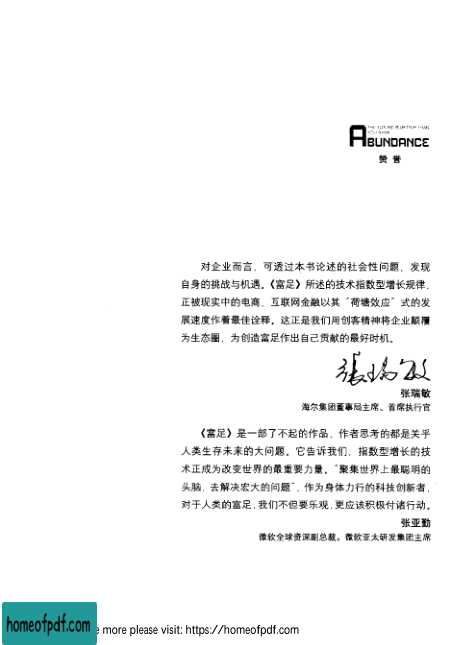 ABUNDANCE
赞 誉
对企业而言，可透过本书论述的社会性问题，发现
自身的挑战与机遇。《富足》所述的技术指数型增长规律，
正被现实中的电商、互联网金融以其“荷塘效应”式的发
展速度作着最佳诠释。这正是我们用创客精神将企业颠覆
为生态圈，为创造富足作出自己贡献的最好时机。
张瑞敏
张瑞敏
海尔集团董事局主席、首席执行官
《富足》是一部了不起的作品，作者思考的都是关乎
人类生存未来的大问题。它告诉我们，指数型增长的技
术正成为改变世界的最重要力量。“聚集世界上最聪明的
头脑，去解决宏大的问题”，作为身体力行的科技创新者，
对于人类的富足，我们不但要乐观，更应该积极付诸行动。
张亚勤
微软全球资深副总裁，微软亚太研发集团主席
homeofpdf.com
more please visit: https://homeofpdf.com